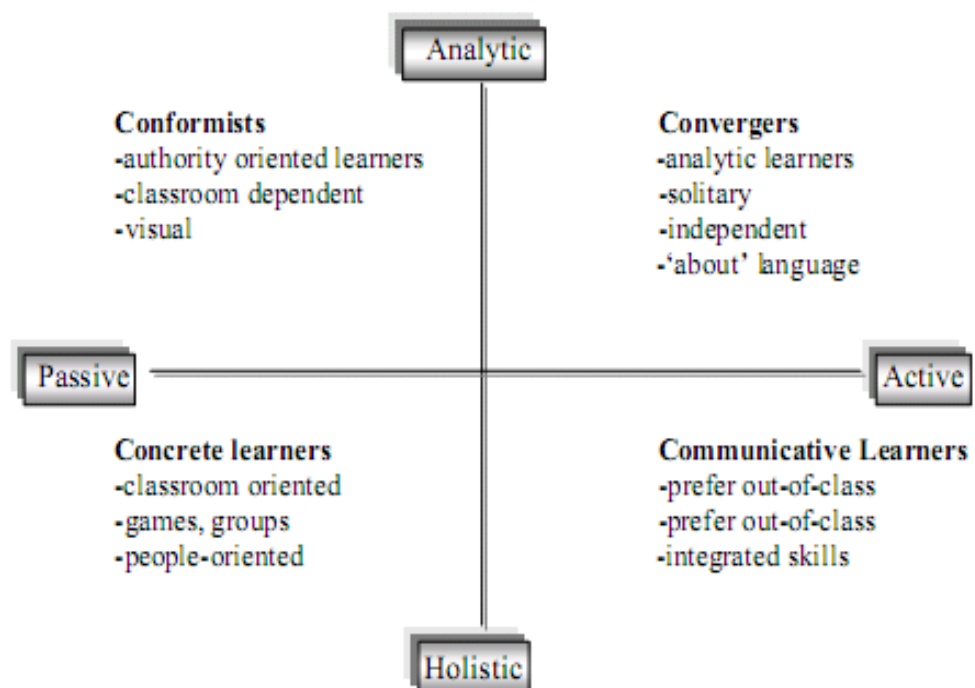 Analytic
Conformists
-authority oriented learners
-classroom dependent
-visual
Convergers
-analytic learners
-solitary
-independent
-‘about’ language
Passive
Active
Concrete learners
-classroom oriented
-games, groups
-people-oriented
Communicative Learners
-prefer out-of-class
-prefer out-of-class
-integrated skills
Holistic